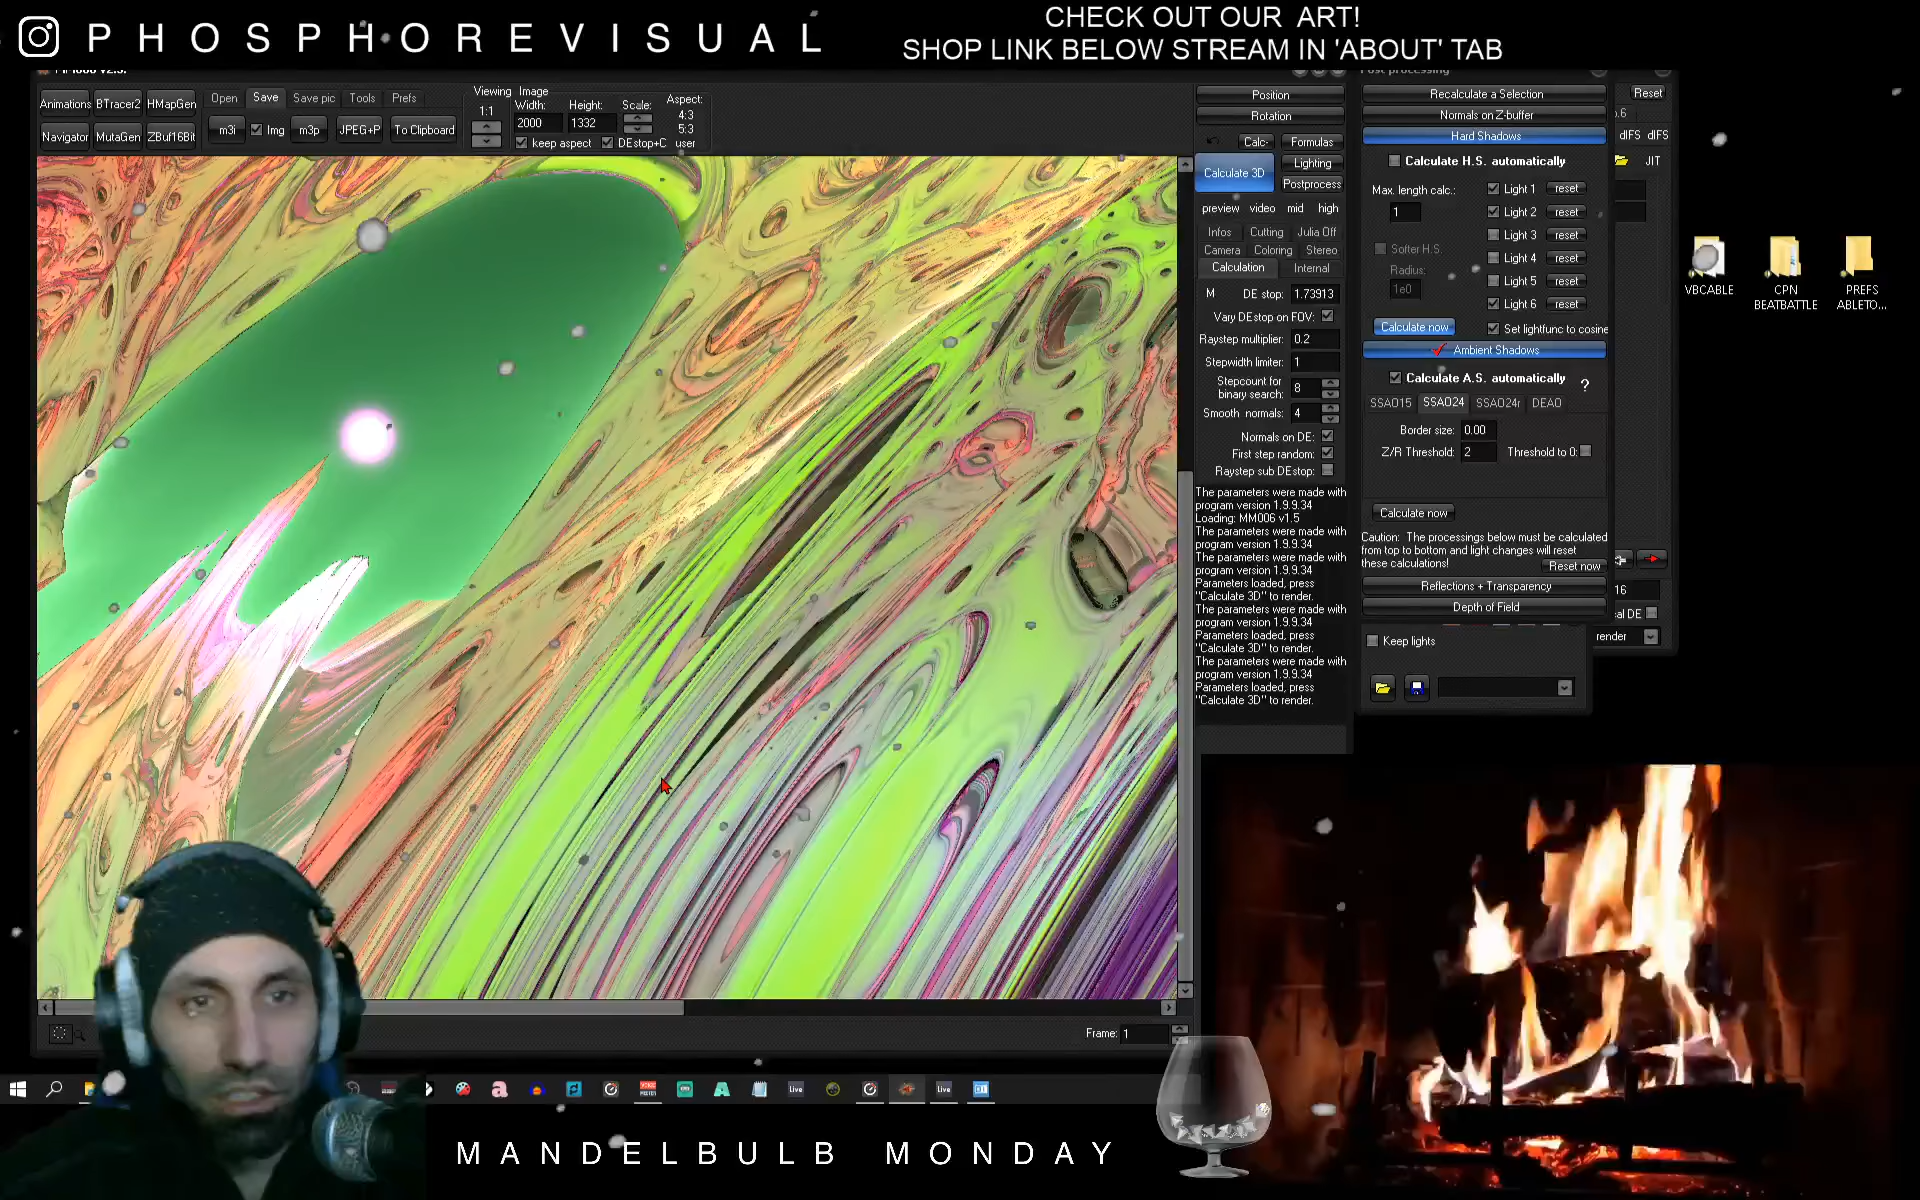 PHOSPHOREVISUAL
CHECK OUT OUR ART!
SHOP LINK BELOW STREAM IN 'ABOUT' TAB
Animations BTracer2 HMapGen
Navigator MutaGen ZBuf16Bit
Open Save Save pic Tools Prefs
m3i Img m3p JPEG+P To Clipboard
Viewing Image
1:1 Width: Height: Scale: Aspect:
2000 1332 4:3
5:3
keep aspect DEstop+C user
Position
Rotation
Calc- Formulas
Calculate 3D Lighting
Postprocess
preview video mid high
Infos Cutting Julia Off
Camera Coloring Stereo
Calculation Internal
M DE stop: 1.73913
Vary DEstop on FOV:
Raystep multiplier: 0.2
Stepwidth limiter: 1
Stepcount for
binary search: 8
Smooth normals: 4
Normals on DE:
First step random:
Raystep sub DEstop:
The parameters were made with
program version 1.9.9.34
Loading: MM006 v1.5
The parameters were made with
program version 1.9.9.34
The parameters were made with
program version 1.9.9.34
Parameters loaded, press
"Calculate 3D" to render.
The parameters were made with
program version 1.9.9.34
Parameters loaded, press
"Calculate 3D" to render.
The parameters were made with
program version 1.9.9.34
Parameters loaded, press
"Calculate 3D" to render.
Post processing
Recalculate a Selection
Normals on Z-buffer
Hard Shadows
Calculate H.S. automatically
Max. length calc.:
1
Softer H.S.
Radius:
1e0
Light 1 reset
Light 2 reset
Light 3 reset
Light 4 reset
Light 5 reset
Light 6 reset
Calculate now Set lightfunc to cosine
Ambient Shadows
Calculate A.S. automatically ?
SSAO15 SSAO24 SSAO24r DEAO
Border size: 0.00
Z/R Threshold: 2 Threshold to 0:
Calculate now
Caution: The processings below must be calculated
from top to bottom and light changes will reset
these calculations! Reset now
Reflections + Transparency
Depth of Field
Keep lights
Reset
dIFS dIFS
JIT
16
render
VBCABLE
CPN
BEATBATTLE
PREFS
ABLETO...
Frame: 1
Live
Live
MANDELBULB MONDAY